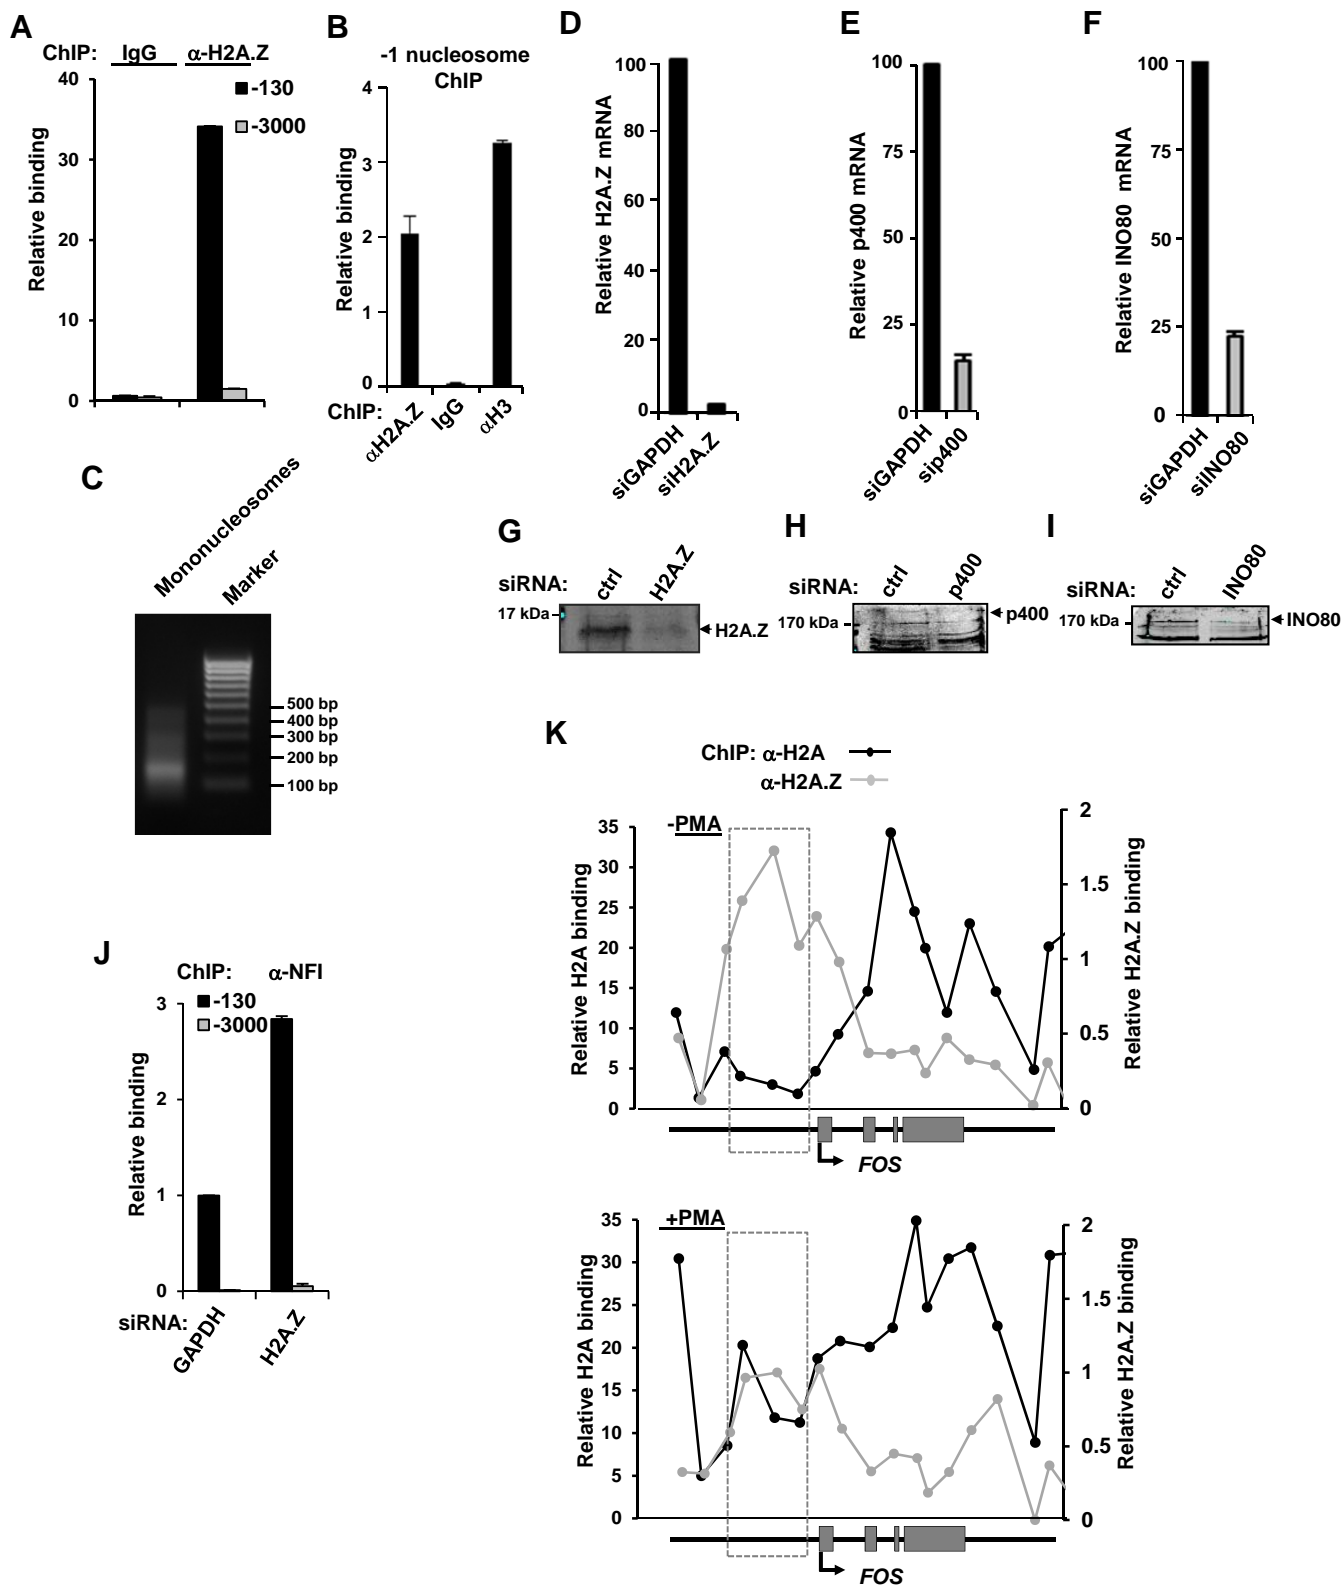 A
ChIP: IgG α-H2A.Z
-130
-3000
40
30
20
10
0
Relative binding
B
-1 nucleosome
ChIP
4
3
2
1
0
Relative binding
ChIP:
αH2A.Z
IgG
αH3
C
Mononucleosomes
Marker
500 bp
400 bp
300 bp
200 bp
100 bp
D
100
80
60
40
20
0
Relative H2A.Z mRNA
siGAPDH
siH2A.Z
E
100
75
50
25
0
Relative p400 mRNA
siGAPDH
sip400
F
100
75
50
25
0
Relative INO80 mRNA
siGAPDH
siINO80
G
siRNA: ctrl H2A.Z
17 kDa
H2A.Z
H
siRNA: ctrl p400
170 kDa
p400
I
siRNA: ctrl INO80
170 kDa
INO80
J
ChIP: α-NFI
-130
-3000
3
2
1
0
Relative binding
siRNA:
GAPDH
H2A.Z
K
ChIP: α-H2A
α-H2A.Z
-PMA
35
30
25
20
15
10
5
0
Relative H2A binding
2
1.5
1
0.5
0
Relative H2A.Z binding
FOS
+PMA
35
30
25
20
15
10
5
0
Relative H2A binding
2
1.5
1
0.5
0
Relative H2A.Z binding
FOS